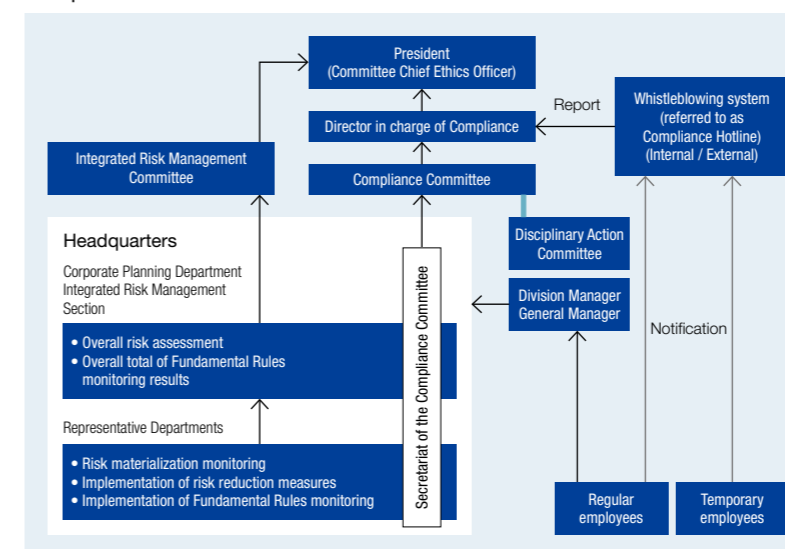 President
(Committee Chief Ethics Officer)
Report
Whistleblowing system
(referred to as
Compliance Hotline)
(Internal / External)
Director in charge of Compliance
Integrated Risk Management
Committee
Compliance Committee
Disciplinary Action
Committee
Headquarters
Corporate Planning Department
Integrated Risk Management
Section
Division Manager
General Manager
Notification
• Overall risk assessment
• Overall total of Fundamental Rules
monitoring results
Secretariat of the Compliance Committee
Representative Departments
• Risk materialization monitoring
• Implementation of risk reduction measures
• Implementation of Fundamental Rules monitoring
Regular
employees
Temporary
employees